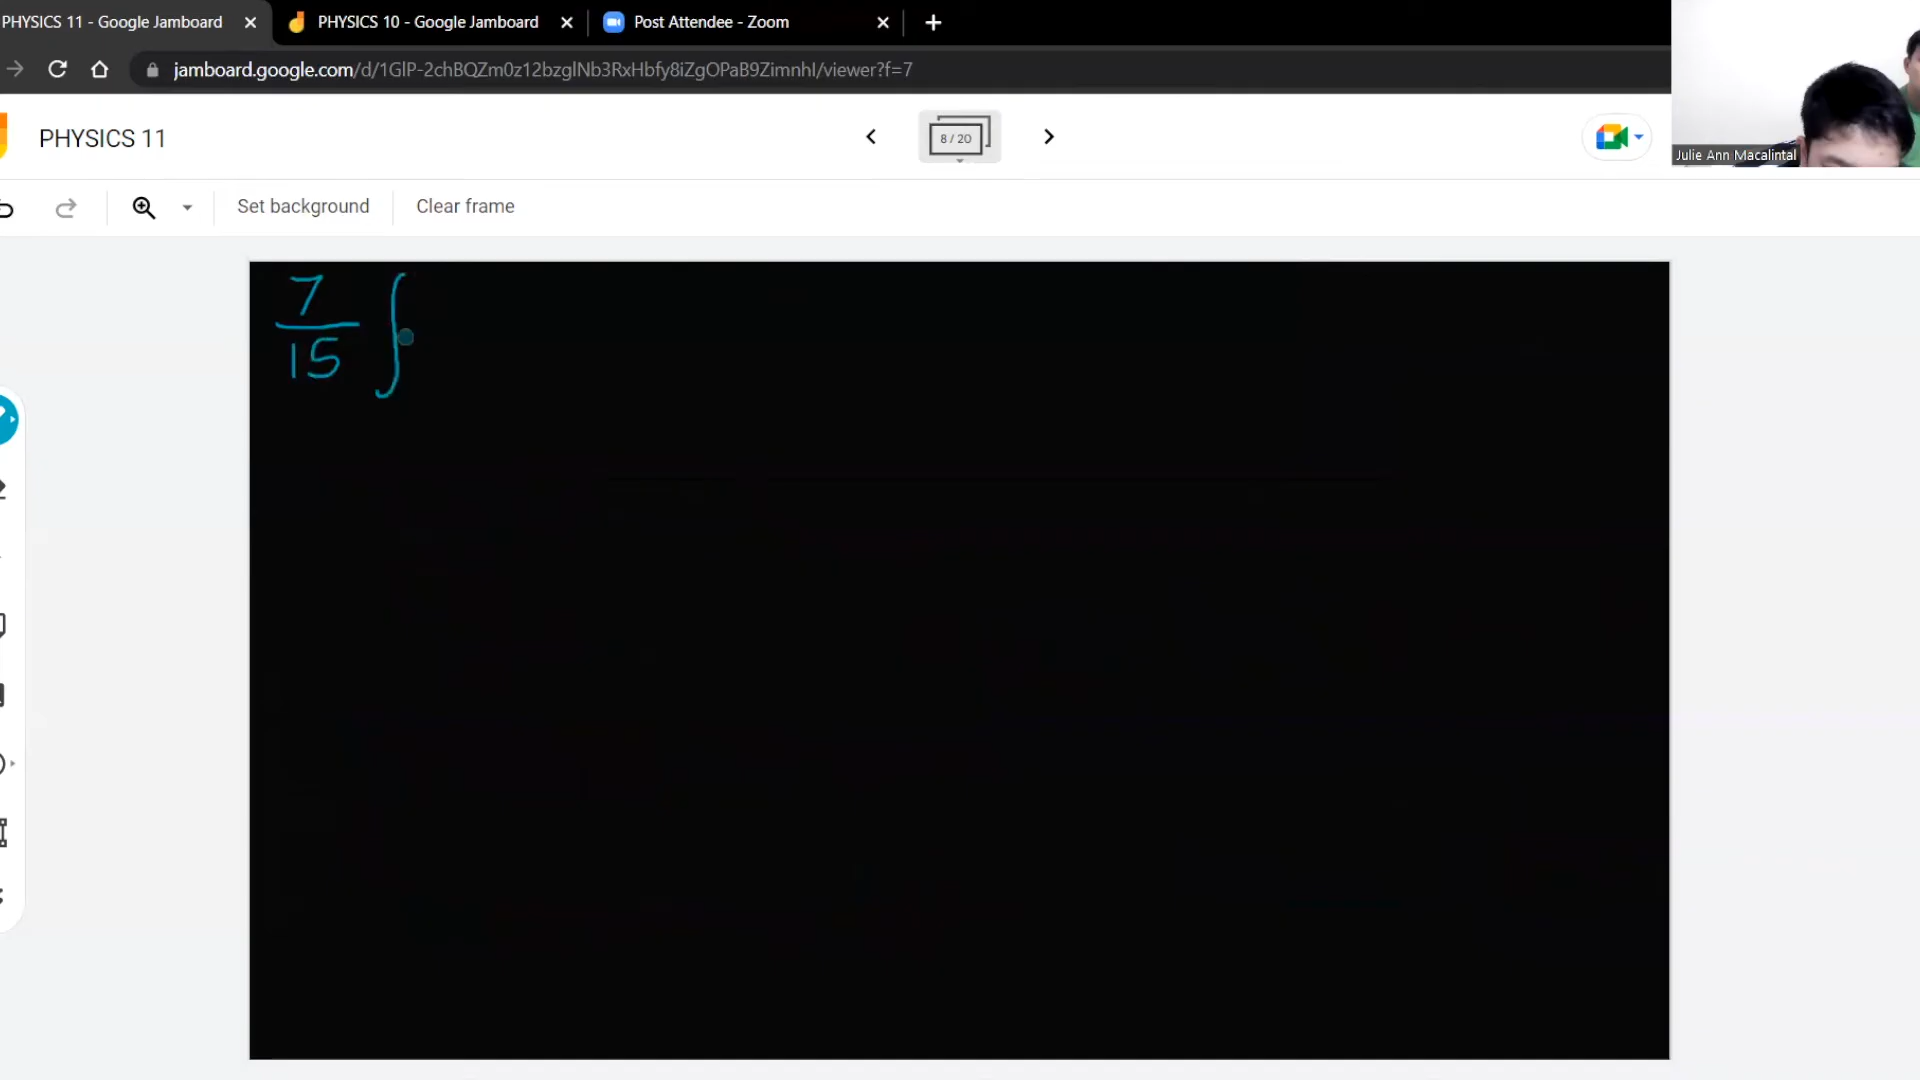 PHYSICS 11 - Google Jamboard
PHYSICS 10 - Google Jamboard
Post Attendee - Zoom
jamboard.google.com/d/1GlP-2chBQZm0z12bzglNb3RxHbfy8iZgOPaB9ZimnhI/viewer?f=7
PHYSICS 11
8 / 20
Julie Ann Macalintal
Set background
Clear frame
7
15 ∫